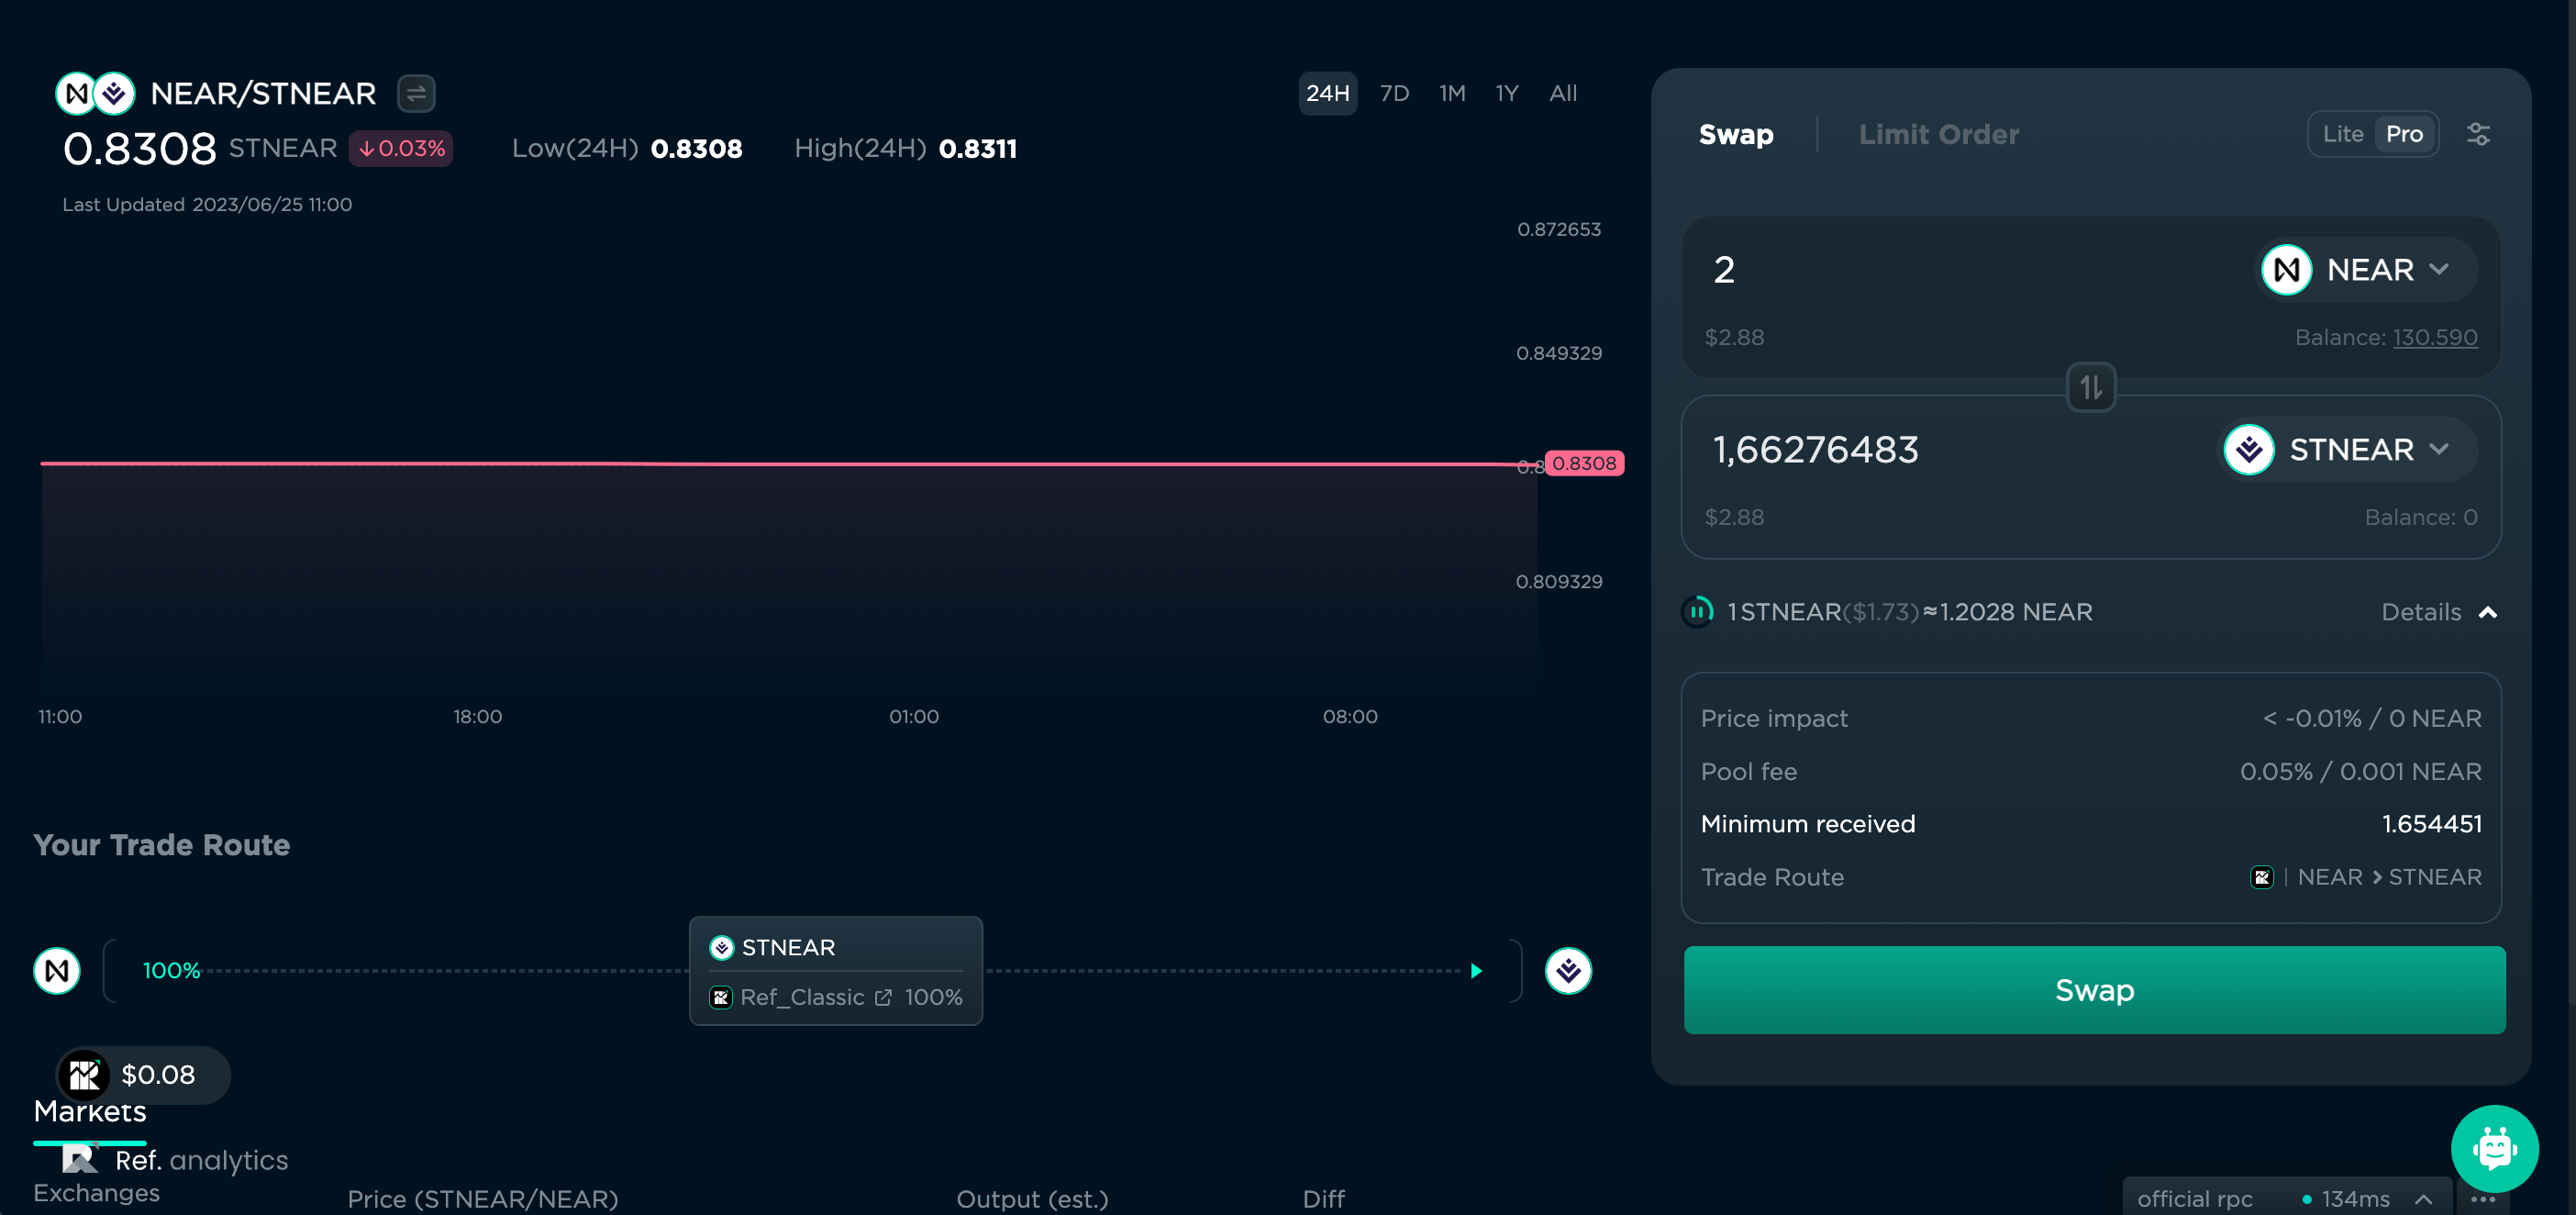 NEAR/STNEAR
24H 7D 1M 1Y All
0.8308 STNEAR ↓0.03% Low(24H) 0.8308 High(24H) 0.8311
Last Updated 2023/06/25 11:00
0.872653
0.849329
0.8308
0.809329
11:00 18:00 01:00 08:00
Your Trade Route
100%
STNEAR
Ref_Classic 100%
$0.08
Markets
Ref. analytics
Exchanges Price (STNEAR/NEAR) Output (est.) Diff
Swap | Limit Order Lite Pro
2 NEAR
$2.88 Balance: 130.590
1,66276483 STNEAR
$2.88 Balance: 0
1 STNEAR($1.73)≈1.2028 NEAR Details
Price impact < -0.01% / 0 NEAR
Pool fee 0.05% / 0.001 NEAR
Minimum received 1.654451
Trade Route | NEAR > STNEAR
Swap
official rpc 134ms